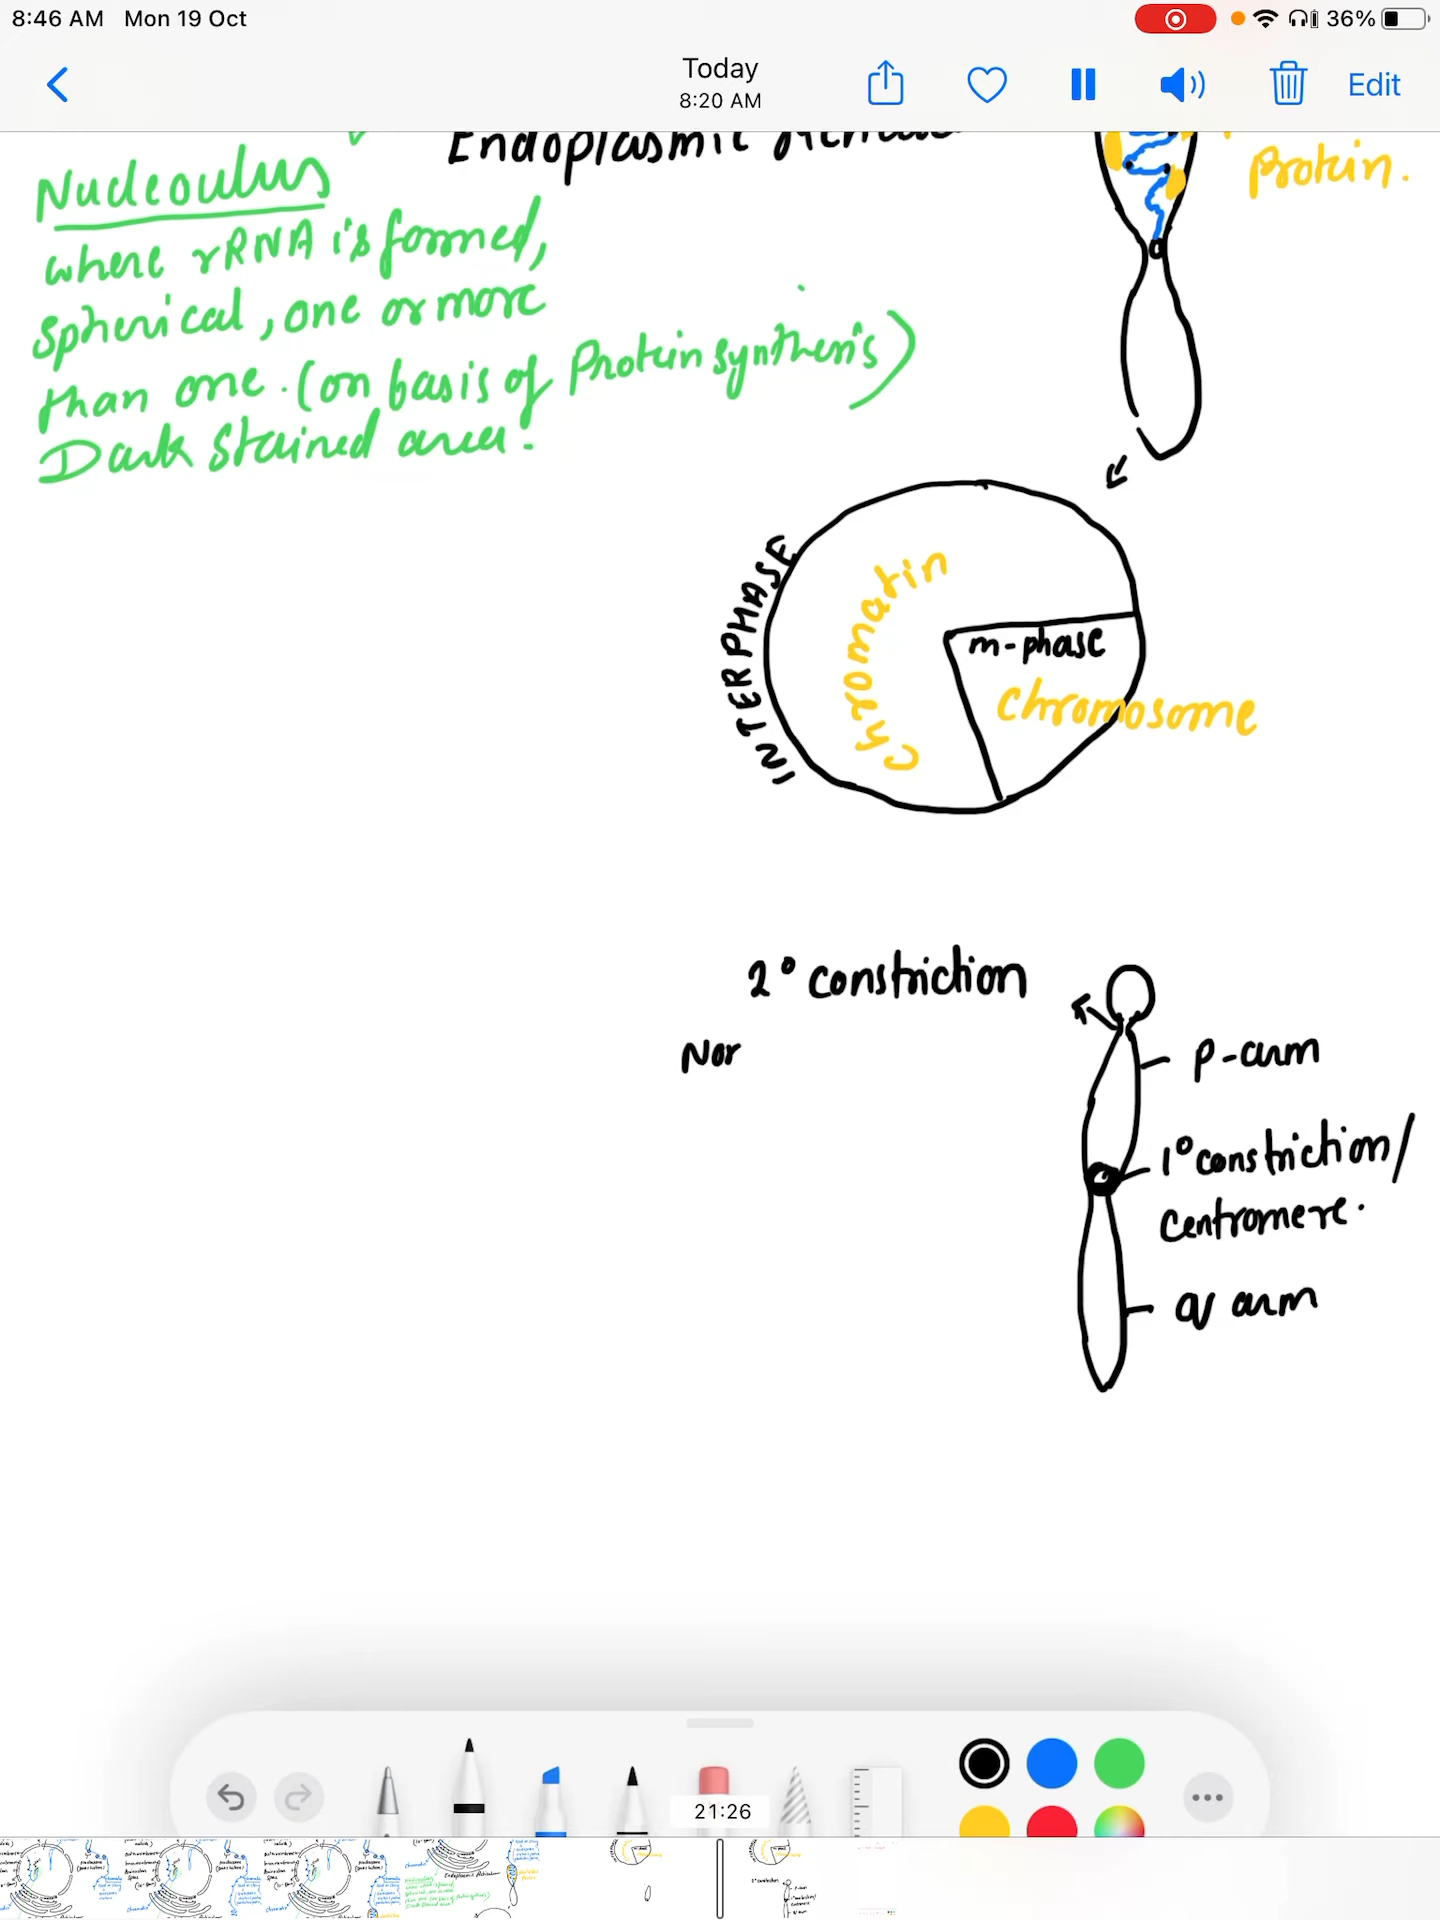 8:46 AM Mon 19 Oct
36%
Today
8:20 AM
Edit
Endoplasmic
Protein.
Nucleoulus
where rRNA is formed,
spherical, one or more
than one. (on basis of Protein synthesis)
Dark stained area.
INTERPHASE
Chromatin
m-phase
Chromosome
2° constriction
Nor
p-arm
1° constriction/
Centromere.
q arm
21:26